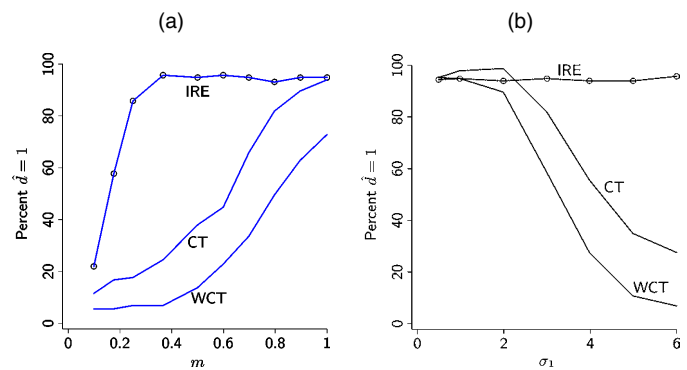 (a)
Percent d̂ = 1
100
80
60
40
20
0
IRE
CT
WCT
0
0.2
0.4
0.6
0.8
1
m
(b)
Percent d̂ = 1
100
80
60
40
20
0
IRE
CT
WCT
0
2
4
6
σ₁